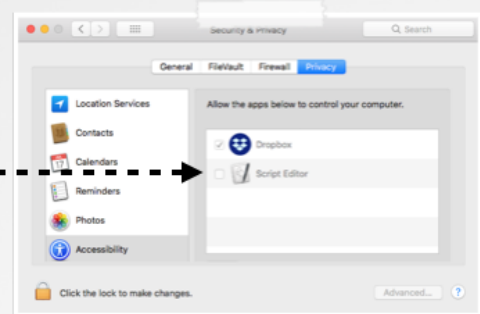 Security & Privacy
Search
General FileVault Firewall Privacy
Location Services
Contacts
17
Calendars
Reminders
Photos
Accessibility
Allow the apps below to control your computer.
Dropbox
Script Editor
Click the lock to make changes.
Advanced...
?